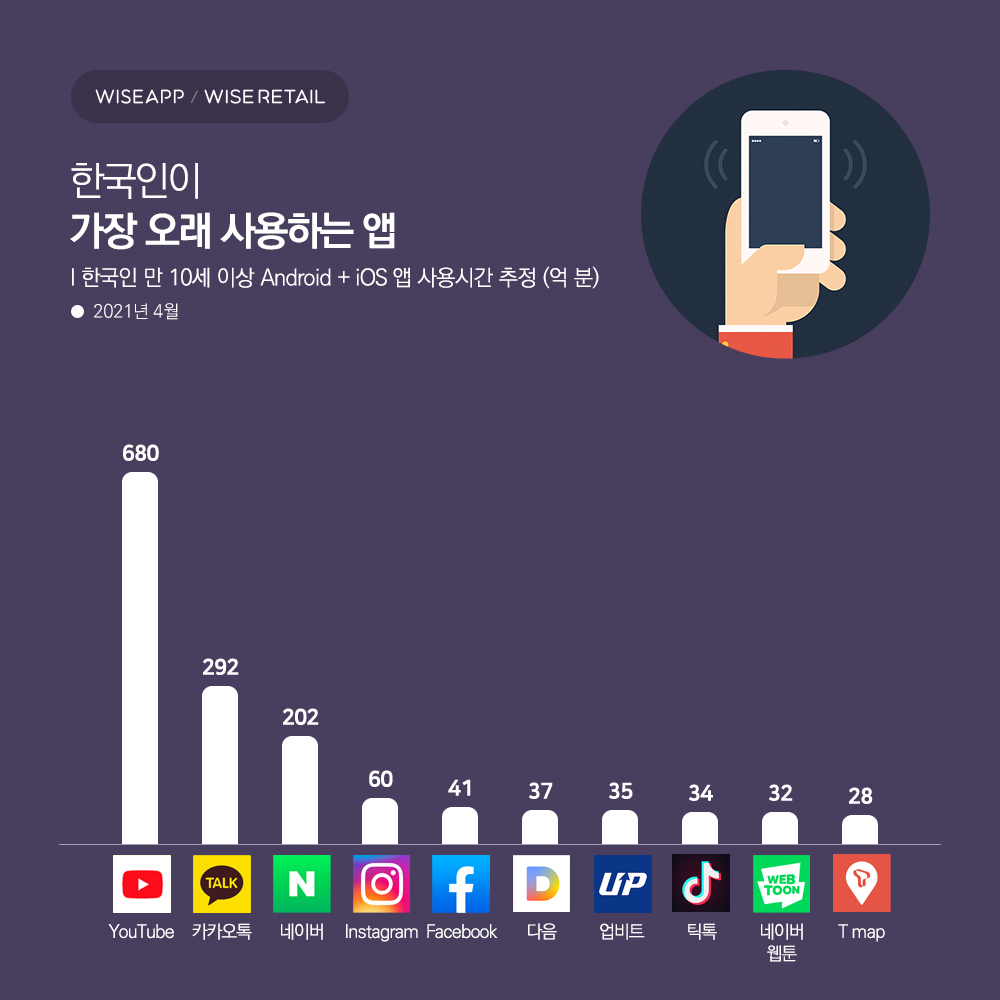 WISEAPP / WISERETAIL
한국인이
가장 오래 사용하는 앱
l 한국인 만 10세 이상 Android + iOS 앱 사용시간 추정 (억 분)
● 2021년 4월
680
292
202
60
41
37
35
34
32
28
TALK
N
f
D
UP
WEB
TOON
YouTube
카카오톡
네이버
Instagram
Facebook
다음
업비트
틱톡
네이버
웹툰
T map